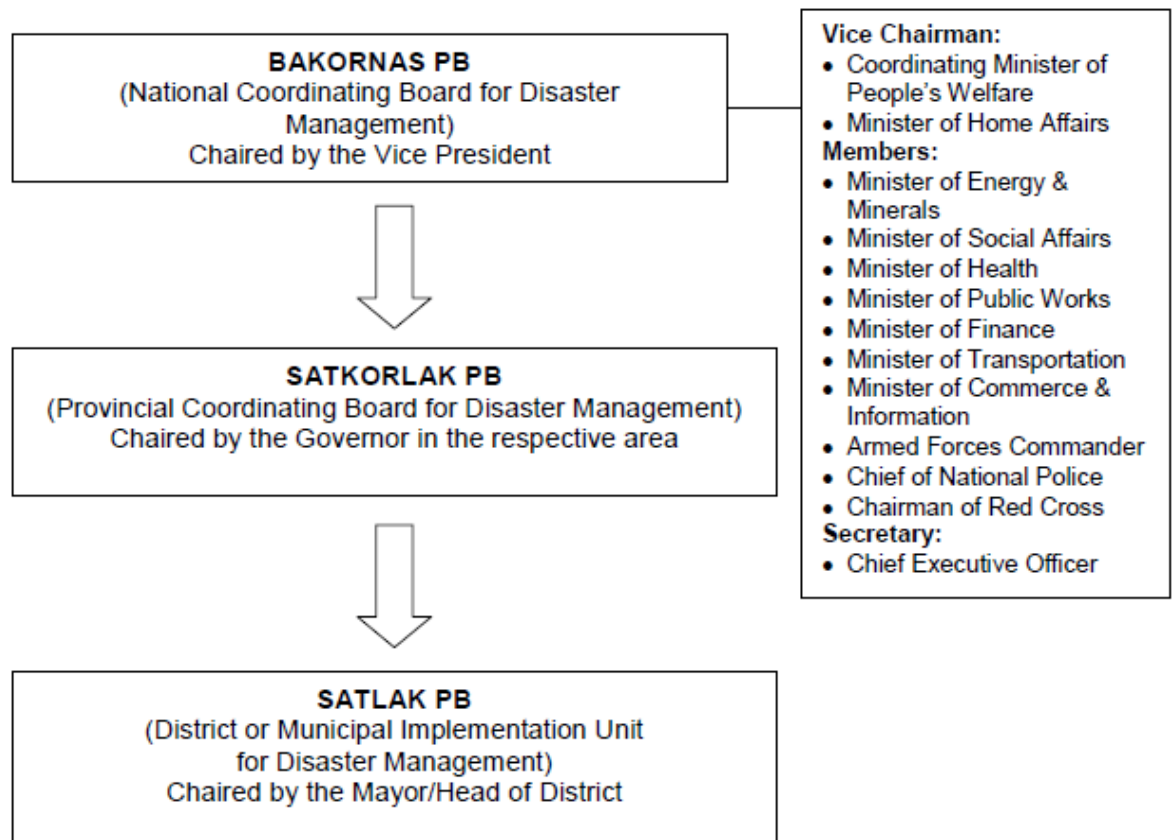 BAKORNAS PB
(National Coordinating Board for Disaster
Management)
Chaired by the Vice President
Vice Chairman:
• Coordinating Minister of
People's Welfare
• Minister of Home Affairs
Members:
• Minister of Energy &
Minerals
• Minister of Social Affairs
• Minister of Health
• Minister of Public Works
• Minister of Finance
• Minister of Transportation
• Minister of Commerce &
Information
• Armed Forces Commander
• Chief of National Police
• Chairman of Red Cross
Secretary:
• Chief Executive Officer
SATKORLAK PB
(Provincial Coordinating Board for Disaster Management)
Chaired by the Governor in the respective area
SATLAK PB
(District or Municipal Implementation Unit
for Disaster Management)
Chaired by the Mayor/Head of District